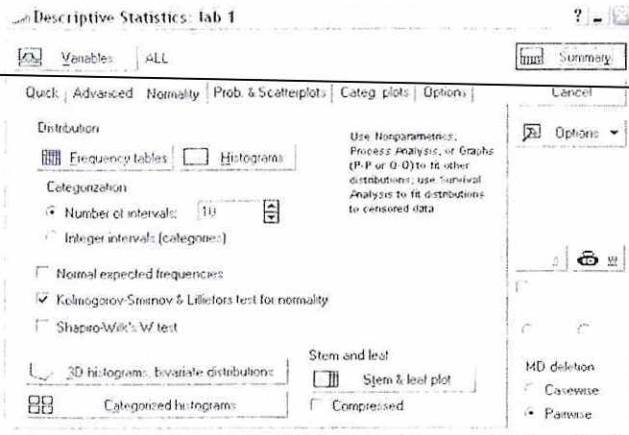 Descriptive Statistics: lab 1
Variables ALL
Summary
Quick Advanced Normality Prob. & Scatterplots Categ. plots Options
Cancel
Distribution
Frequency tables
Histograms
Use Nonparametrics,
Process Analysis, or Graphs
(P-P or Q-Q) to fit other
distributions; use Survival
Analysis to fit distributions
to censored data
Options
Categorization
Number of intervals: 10
Integer intervals (categories)
Normal expected frequencies
Kolmogorov-Smirnov & Lilliefors test for normality
Shapiro-Wilk's W test
3D histograms, bivariate distributions
Categorized histograms
Stem and leaf
Stem & leaf plot
Compressed
MD deletion
Casewise
Pairwise